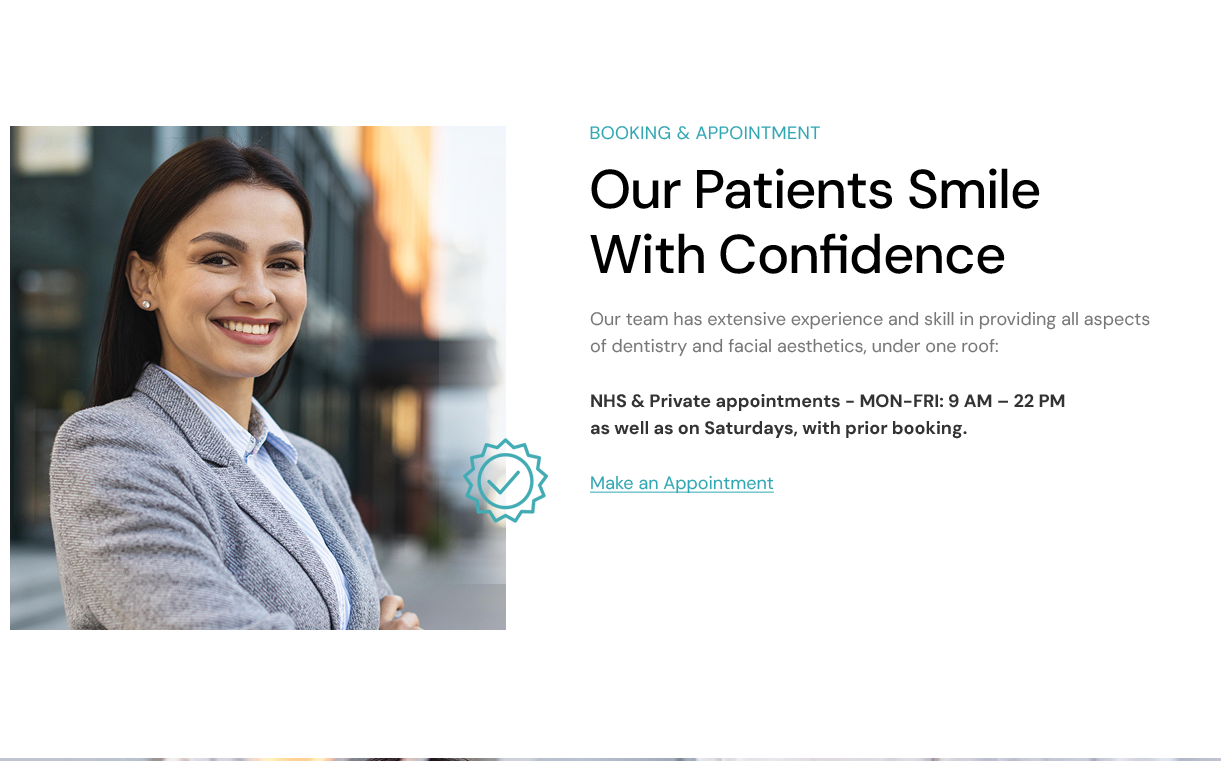 BOOKING & APPOINTMENT
Our Patients Smile
With Confidence
Our team has extensive experience and skill in providing all aspects
of dentistry and facial aesthetics, under one roof:
NHS & Private appointments - MON-FRI: 9 AM – 22 PM
as well as on Saturdays, with prior booking.
Make an Appointment